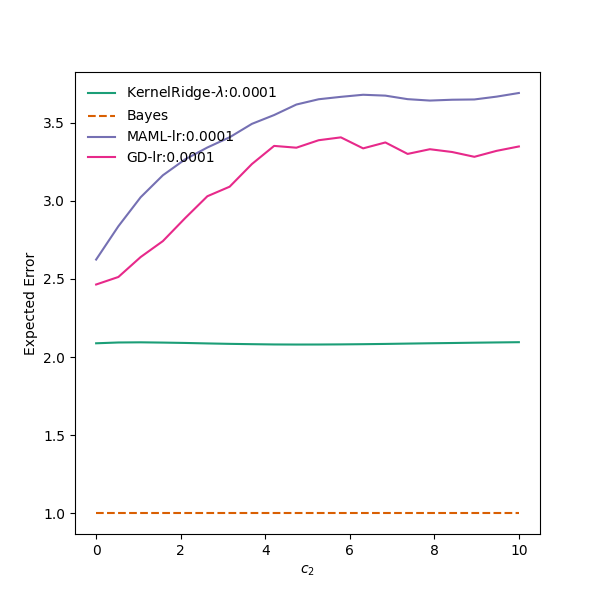 KernelRidge-λ:0.0001
Bayes
MAML-lr:0.0001
GD-lr:0.0001
3.5
3.0
2.5
2.0
1.5
1.0
Expected Error
0 2 4 6 8 10
c₂